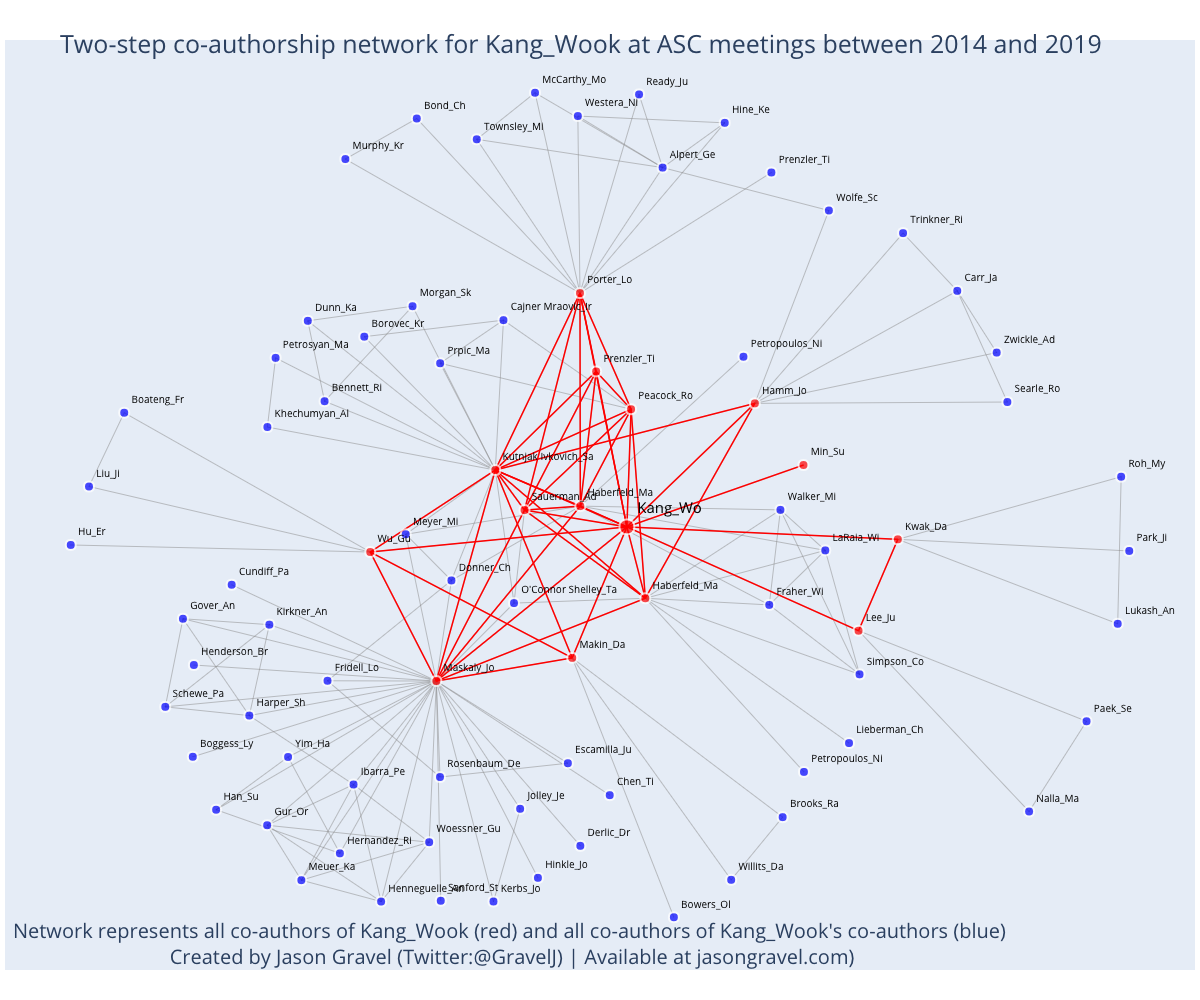 Two-step co-authorship network for Kang_Wook at ASC meetings between 2014 and 2019
McCarthy_Mo
Ready_Ju
Bond_Ch
Westera_Ni
Hine_Ke
Townsley_Mi
Murphy_Kr
Alpert_Ge
Prenzler_Ti
Wolfe_Sc
Trinkner_Ri
Porter_Lo
Carr_Ja
Morgan_Sk
Cajner Mraovic_Ir
Dunn_Ka
Borovec_Kr
Petrosyan_Ma
Prpic_Ma
Prenzler_Ti
Petropoulos_Ni
Zwickle_Ad
Bennett_Ri
Peacock_Ro
Hamm_Jo
Searle_Ro
Boateng_Fr
Khechumyan_Al
Kutnjak Ivkovich_Sa
Min_Su
Roh_My
Liu_Ji
Sauerman_Ad
Haberfeld_Ma
Walker_Mi
Kang_Wo
Meyer_Mi
Hu_Er
Wu_Gu
LaRaia_Wi
Kwak_Da
Park_Ji
Cundiff_Pa
Donner_Ch
O'Connor Shelley_Ta
Haberfeld_Ma
Fraher_Wi
Gover_An
Kirkner_An
Lee_Ju
Lukash_An
Henderson_Br
Fridell_Lo
Maskaly_Jo
Makin_Da
Simpson_Co
Schewe_Pa
Harper_Sh
Paek_Se
Boggess_Ly
Yim_Ha
Lieberman_Ch
Ibarra_Pe
Rosenbaum_De
Escamilla_Ju
Petropoulos_Ni
Han_Su
Gur_Or
Jolley_Je
Chen_Ti
Brooks_Ra
Nalla_Ma
Hernandez_Ri
Woessner_Gu
Derlic_Dr
Meuer_Ka
Hinkle_Jo
Willits_Da
Henneguelle_An
Sanford_St
Kerbs_Jo
Bowers_Ol
Network represents all co-authors of Kang_Wook (red) and all co-authors of Kang_Wook's co-authors (blue)
Created by Jason Gravel (Twitter:@GravelJ) | Available at jasongravel.com)